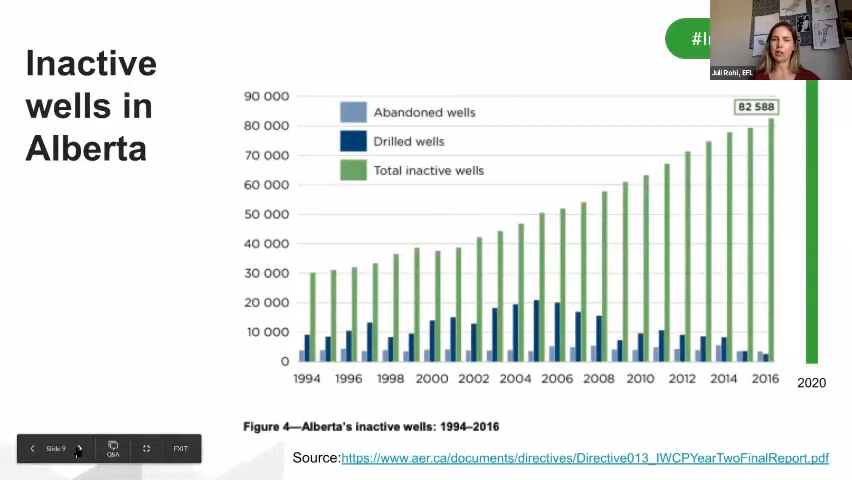 Inactive
wells in
Alberta
Juli Rohl, EFL
82 588
90 000
80 000
70 000
60 000
50 000
40 000
30 000
20 000
10 000
0
Abandoned wells
Drilled wells
Total inactive wells
1994 1996 1998 2000 2002 2004 2006 2008 2010 2012 2014 2016
2020
Figure 4—Alberta's inactive wells: 1994–2016
Slide 9
Q&A
EXIT
Source:https://www.aer.ca/documents/directives/Directive013_IWCPYearTwoFinalReport.pdf